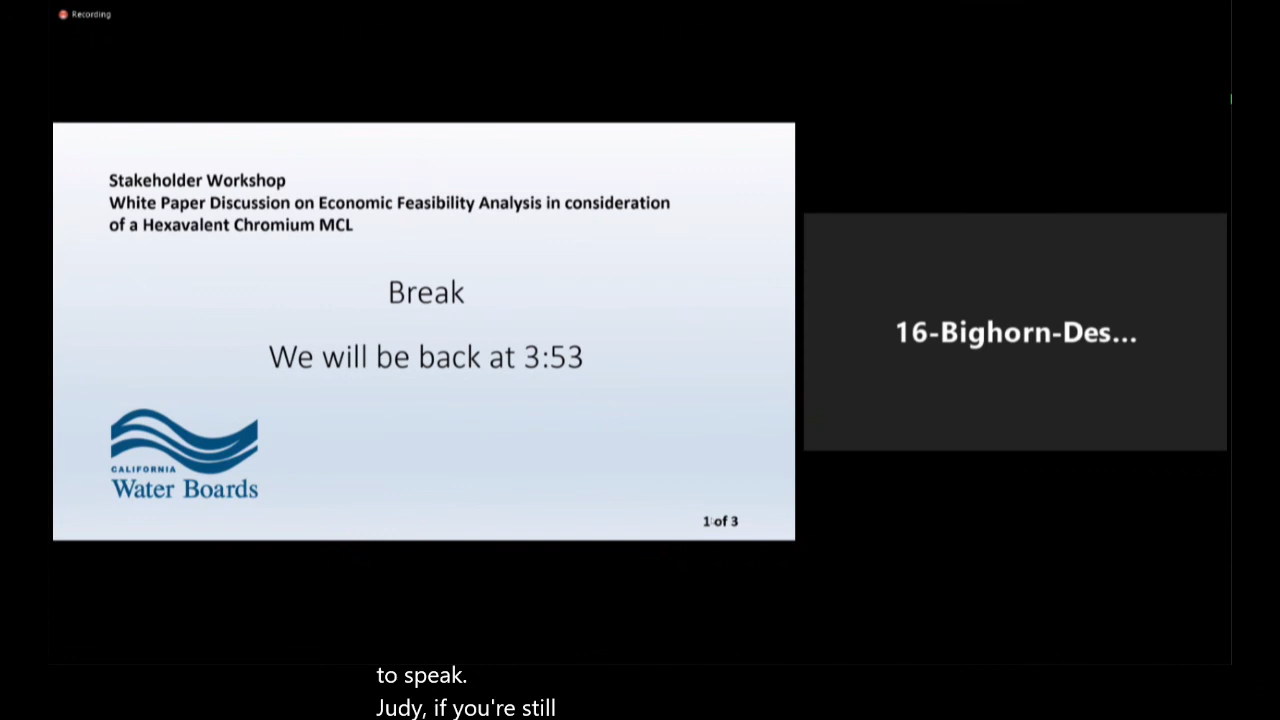 Recording
Stakeholder Workshop
White Paper Discussion on Economic Feasibility Analysis in consideration
of a Hexavalent Chromium MCL
Break
We will be back at 3:53
CALIFORNIA
Water Boards
1 of 3
16-Bighorn-Des...
to speak.
Judy, if you're still